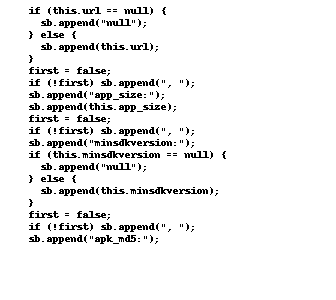 if (this.url == null) {
sb.append("null");
} else {
sb.append(this.url);
}
first = false;
if (!first) sb.append(", ");
sb.append("app_size:");
sb.append(this.app_size);
first = false;
if (!first) sb.append(", ");
sb.append("minsdkversion:");
if (this.minsdkversion == null) {
sb.append("null");
} else {
sb.append(this.minsdkversion);
}
first = false;
if (!first) sb.append(", ");
sb.append("apk_md5:");